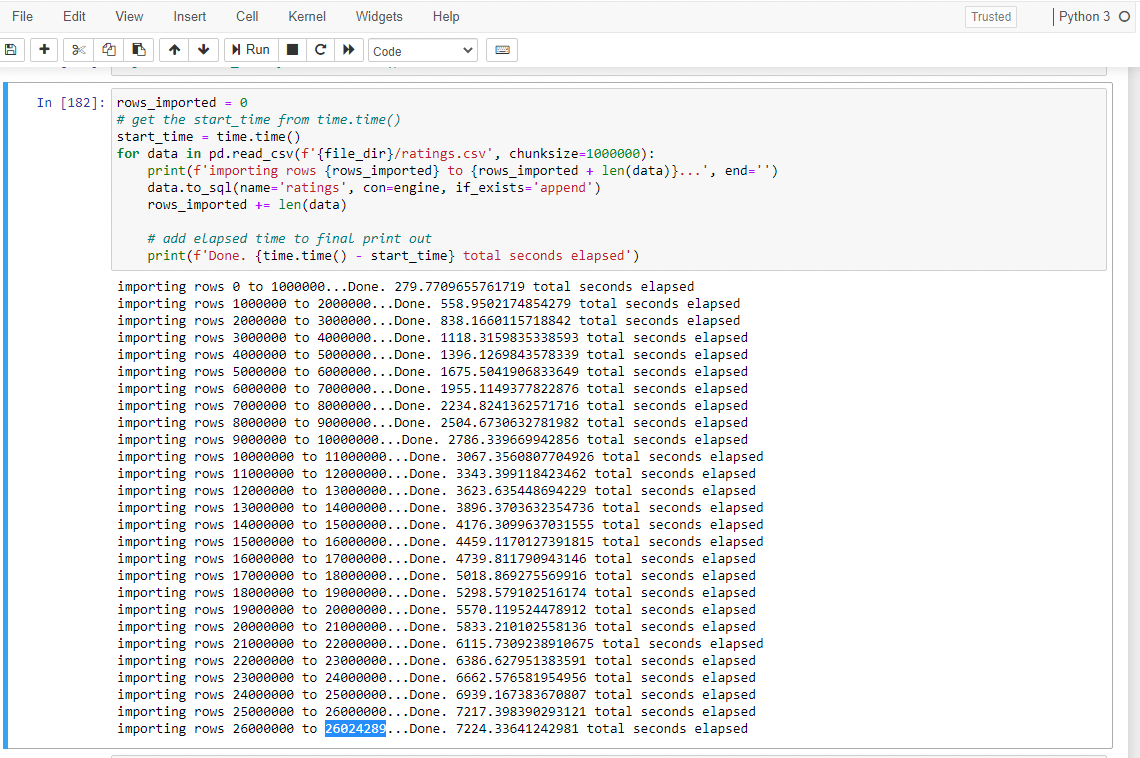 File Edit View Insert Cell Kernel Widgets Help Trusted Python 3
Run Code
In [182]: rows_imported = 0
# get the start_time from time.time()
start_time = time.time()
for data in pd.read_csv(f'{file_dir}/ratings.csv', chunksize=1000000):
    print(f'importing rows {rows_imported} to {rows_imported + len(data)}...', end='')
    data.to_sql(name='ratings', con=engine, if_exists='append')
    rows_imported += len(data)

    # add elapsed time to final print out
    print(f'Done. {time.time() - start_time} total seconds elapsed')
importing rows 0 to 1000000...Done. 279.7709655761719 total seconds elapsed
importing rows 1000000 to 2000000...Done. 558.9502174854279 total seconds elapsed
importing rows 2000000 to 3000000...Done. 838.1660115718842 total seconds elapsed
importing rows 3000000 to 4000000...Done. 1118.3159835338593 total seconds elapsed
importing rows 4000000 to 5000000...Done. 1396.1269843578339 total seconds elapsed
importing rows 5000000 to 6000000...Done. 1675.5041906833649 total seconds elapsed
importing rows 6000000 to 7000000...Done. 1955.1149377822876 total seconds elapsed
importing rows 7000000 to 8000000...Done. 2234.8241362571716 total seconds elapsed
importing rows 8000000 to 9000000...Done. 2504.6730632781982 total seconds elapsed
importing rows 9000000 to 10000000...Done. 2786.339669942856 total seconds elapsed
importing rows 10000000 to 11000000...Done. 3067.3560807704926 total seconds elapsed
importing rows 11000000 to 12000000...Done. 3343.399118423462 total seconds elapsed
importing rows 12000000 to 13000000...Done. 3623.635448694229 total seconds elapsed
importing rows 13000000 to 14000000...Done. 3896.3703632354736 total seconds elapsed
importing rows 14000000 to 15000000...Done. 4176.3099637031555 total seconds elapsed
importing rows 15000000 to 16000000...Done. 4459.1170127391815 total seconds elapsed
importing rows 16000000 to 17000000...Done. 4739.811790943146 total seconds elapsed
importing rows 17000000 to 18000000...Done. 5018.869275569916 total seconds elapsed
importing rows 18000000 to 19000000...Done. 5298.579102516174 total seconds elapsed
importing rows 19000000 to 20000000...Done. 5570.119524478912 total seconds elapsed
importing rows 20000000 to 21000000...Done. 5833.210102558136 total seconds elapsed
importing rows 21000000 to 22000000...Done. 6115.7309238910675 total seconds elapsed
importing rows 22000000 to 23000000...Done. 6386.627951383591 total seconds elapsed
importing rows 23000000 to 24000000...Done. 6662.576581954956 total seconds elapsed
importing rows 24000000 to 25000000...Done. 6939.167383670807 total seconds elapsed
importing rows 25000000 to 26000000...Done. 7217.398390293121 total seconds elapsed
importing rows 26000000 to 26024289...Done. 7224.33641242981 total seconds elapsed